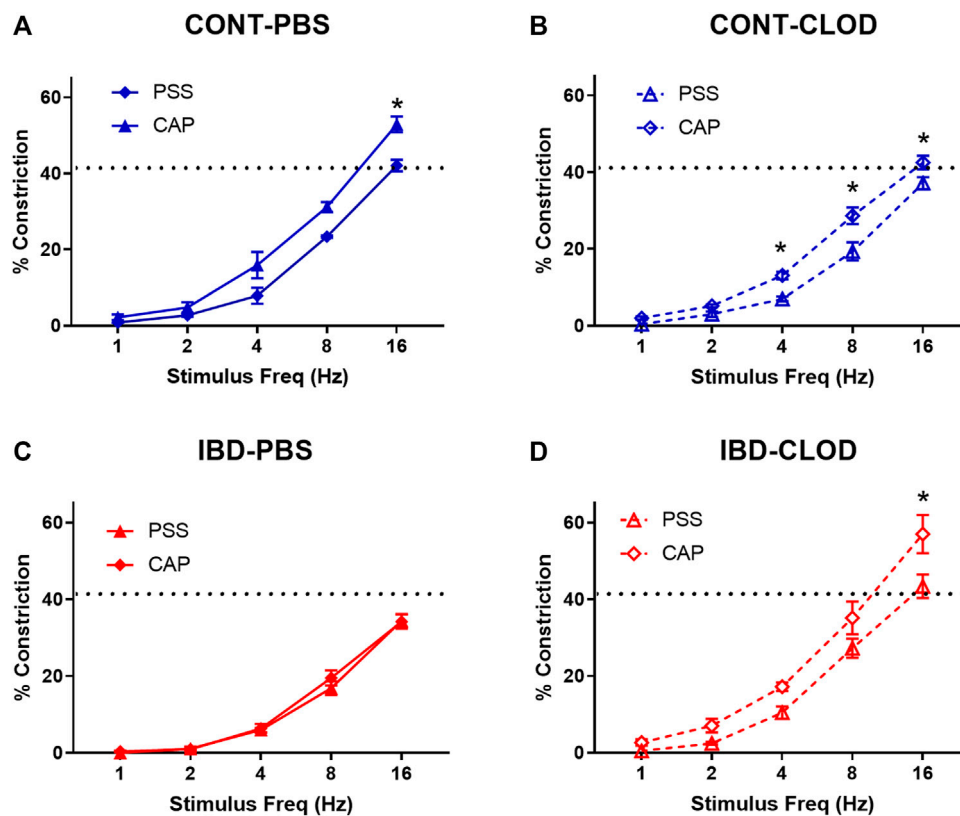 A
CONT-PBS
60
40
20
0
% Constriction
PSS
CAP
*
1 2 4 8 16
Stimulus Freq (Hz)
B
CONT-CLOD
60
40
20
0
% Constriction
PSS
CAP
*
*
*
1 2 4 8 16
Stimulus Freq (Hz)
C
IBD-PBS
60
40
20
0
% Constriction
PSS
CAP
1 2 4 8 16
Stimulus Freq (Hz)
D
IBD-CLOD
60
40
20
0
% Constriction
PSS
CAP
*
1 2 4 8 16
Stimulus Freq (Hz)